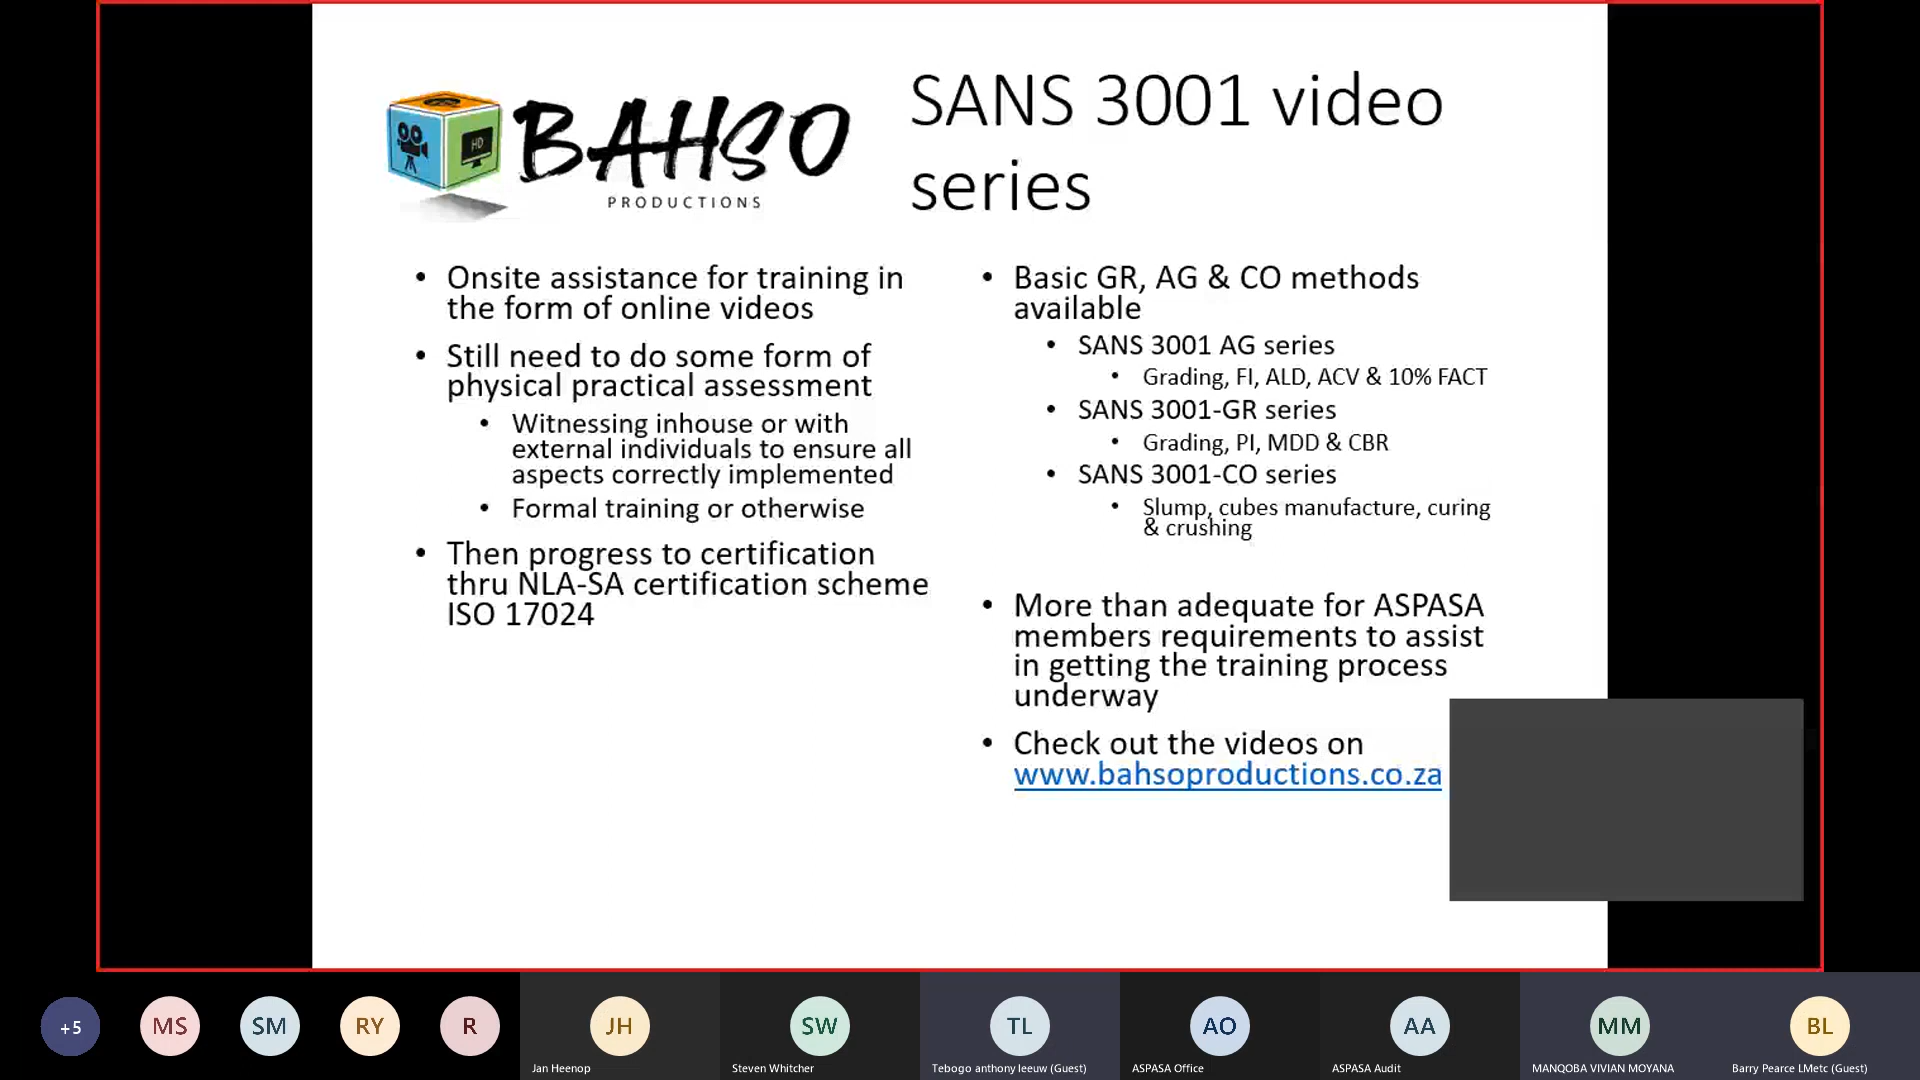 HD
BAHSO
PRODUCTIONS
SANS 3001 video
series
• Onsite assistance for training in
the form of online videos
• Still need to do some form of
physical practical assessment
• Witnessing inhouse or with
external individuals to ensure all
aspects correctly implemented
• Formal training or otherwise
• Then progress to certification
thru NLA-SA certification scheme
ISO 17024
• Basic GR, AG & CO methods
available
• SANS 3001 AG series
• Grading, FI, ALD, ACV & 10% FACT
• SANS 3001-GR series
• Grading, PI, MDD & CBR
• SANS 3001-CO series
• Slump, cubes manufacture, curing
& crushing
• More than adequate for ASPASA
members requirements to assist
in getting the training process
underway
• Check out the videos on
www.bahsoproductions.co.za
+5
MS
SM
RY
R
JH
Jan Heenop
SW
Steven Whitcher
TL
Tebogo anthony leeuw (Guest)
AO
ASPASA Office
AA
ASPASA Audit
MM
MANQOBA VIVIAN MOYANA
BL
Barry Pearce LMetc (Guest)